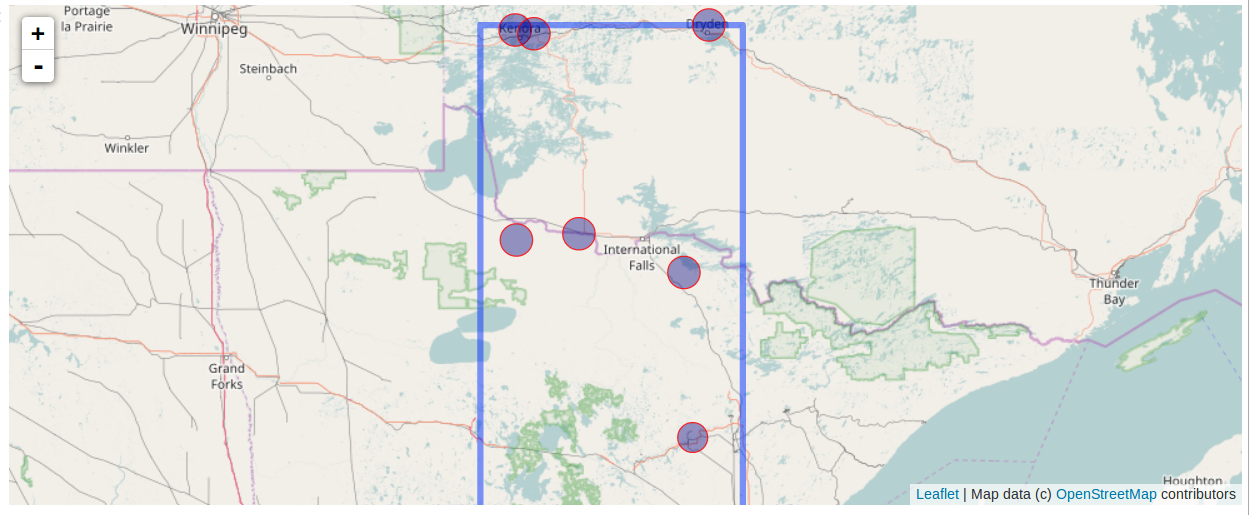 +
-
Portage
la Prairie
Winnipeg
Steinbach
Winkler
Kenora
Dryden
International
Falls
Thunder
Bay
Grand
Forks
Houghton
Leaflet | Map data (c) OpenStreetMap contributors